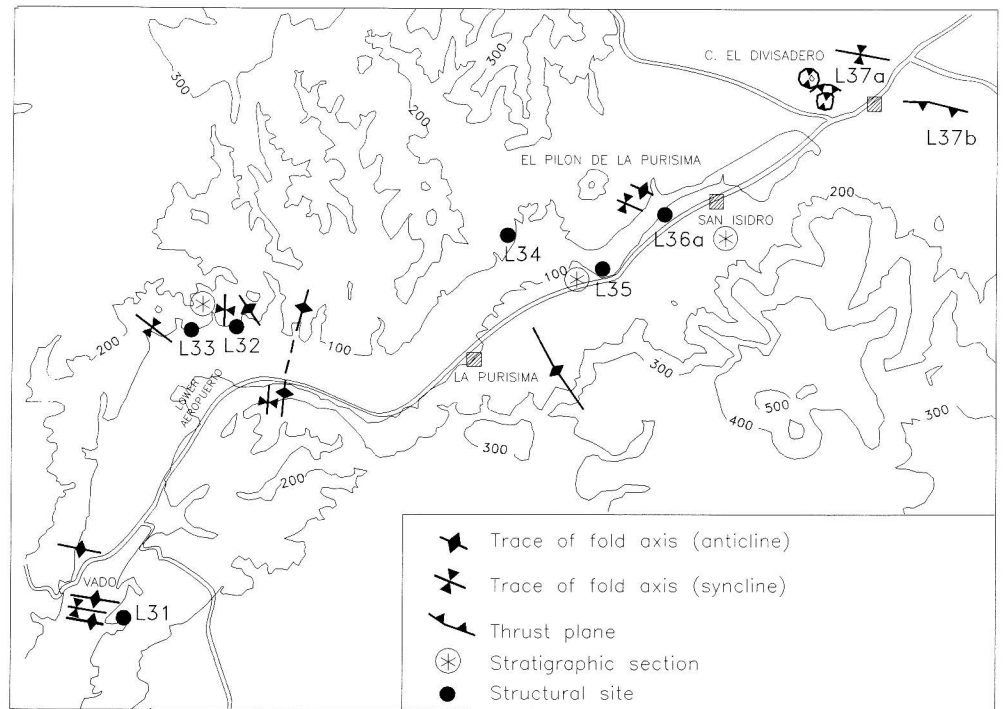 300
300
C. EL DIVISADERO
L37a
200
L37b
EL PILON DE LA PURISIMA
200
SAN ISIDRO
L36a
L34
100
L35
200
L33
L32
100
300
LA PURISIMA
LOWER
AEROPUERTO
500
400
300
300
200
VADO
L31
Trace of fold axis (anticline)
Trace of fold axis (syncline)
Thrust plane
Stratigraphic section
Structural site